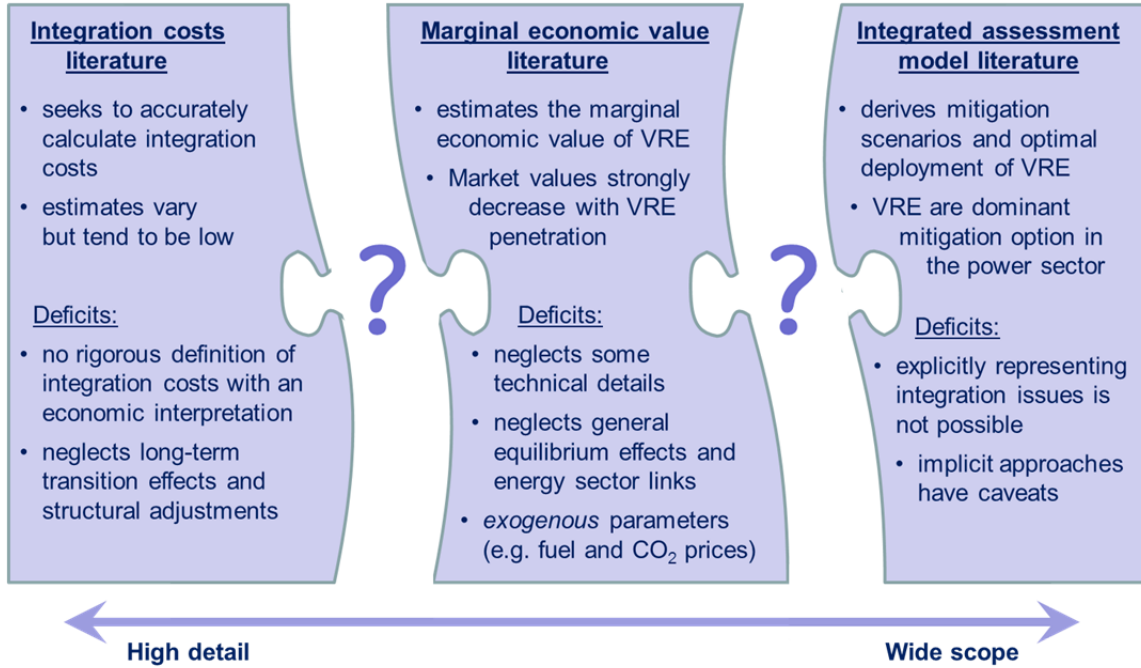 Integration costs
literature
• seeks to accurately
calculate integration
costs
• estimates vary
but tend to be low
Deficits:
• no rigorous definition of
integration costs with an
economic interpretation
• neglects long-term
transition effects and
structural adjustments
?
Marginal economic value
literature
• estimates the marginal
economic value of VRE
• Market values strongly
decrease with VRE
penetration
Deficits:
• neglects some
technical details
• neglects general
equilibrium effects and
energy sector links
• exogenous parameters
(e.g. fuel and CO₂ prices)
?
Integrated assessment
model literature
• derives mitigation
scenarios and optimal
deployment of VRE
• VRE are dominant
mitigation option in
the power sector
Deficits:
• explicitly representing
integration issues is
not possible
• implicit approaches
have caveats
High detail
Wide scope